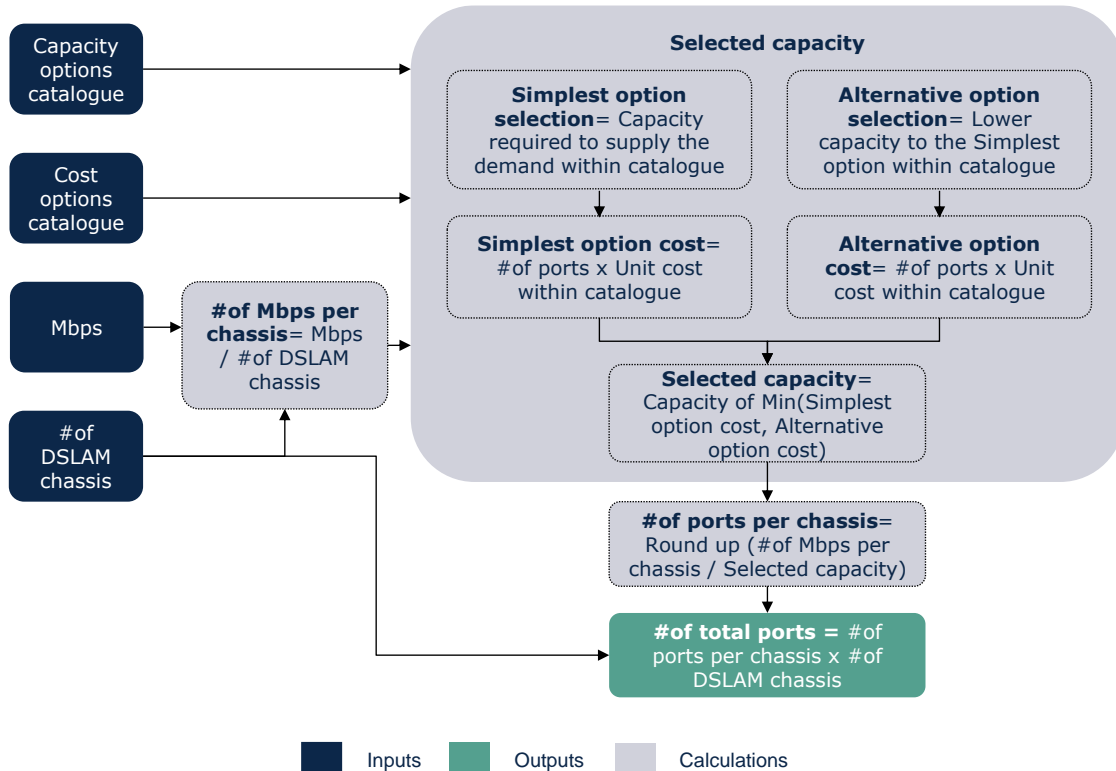 Capacity
options
catalogue
Cost
options
catalogue
Mbps
#of
DSLAM
chassis
#of Mbps per
chassis= Mbps
/ #of DSLAM
chassis
Selected capacity
Simplest option
selection= Capacity
required to supply the
demand within catalogue
Alternative option
selection= Lower
capacity to the Simplest
option within catalogue
Simplest option cost=
#of ports x Unit cost
within catalogue
Alternative option
cost= #of ports x Unit
cost within catalogue
Selected capacity=
Capacity of Min(Simplest
option cost, Alternative
option cost)
#of ports per chassis=
Round up (#of Mbps per
chassis / Selected capacity)
#of total ports = #of
ports per chassis x #of
DSLAM chassis
Inputs
Outputs
Calculations